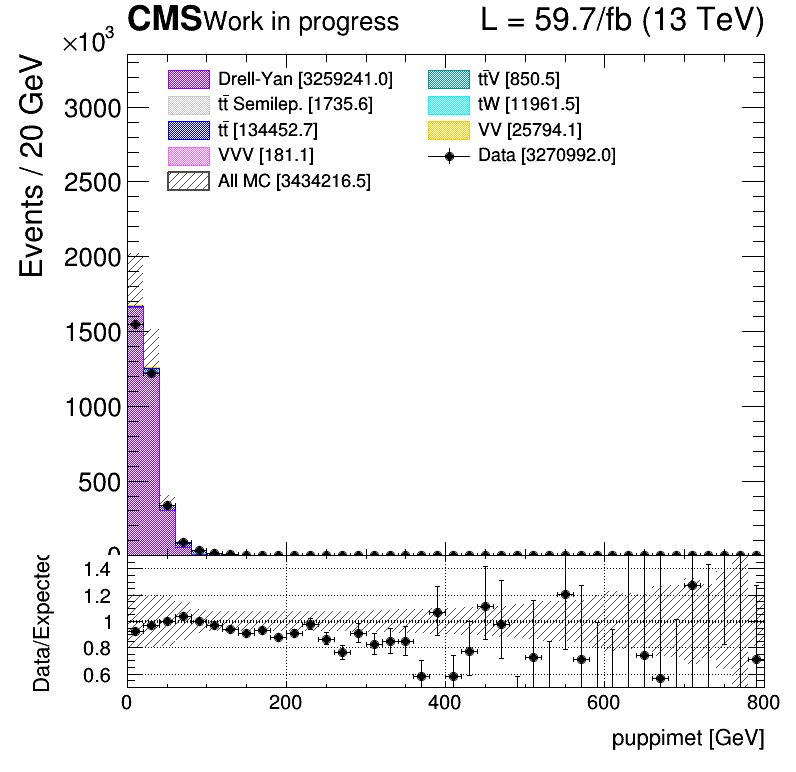 CMS Work in progress L = 59.7/fb (13 TeV)
×10³
Drell-Yan [3259241.0] tt̄V [850.5]
tt̄ Semilep. [1735.6] tW [11961.5]
tt̄ [134452.7] VV [25794.1]
VVV [181.1] Data [3270992.0]
All MC [3434216.5]
Events / 20 GeV
3000
2500
2000
1500
1000
500
0
Data/Expected
1.4
1.2
1
0.8
0.6
0 200 400 600 800
puppimet [GeV]